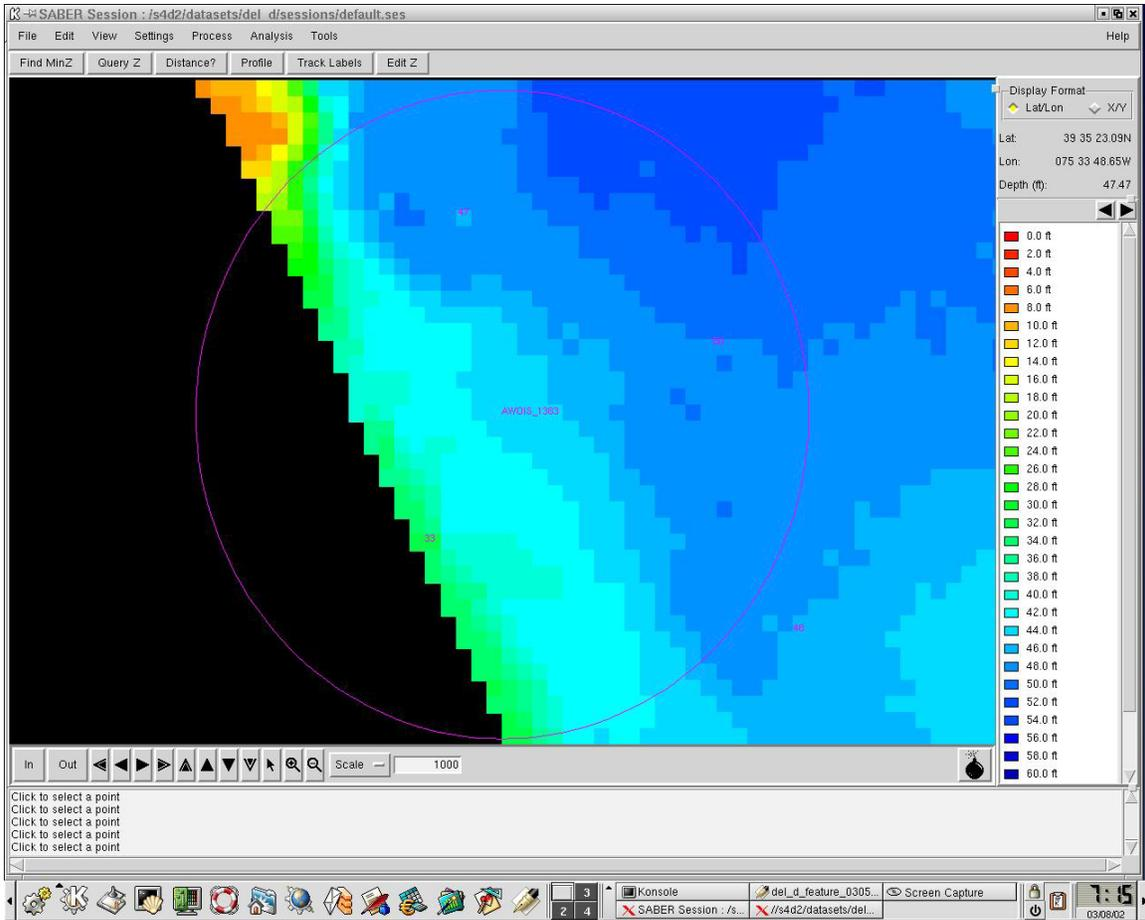 SABER Session : /s4d2/datasets/del_d/sessions/default.ses
File Edit View Settings Process Analysis Tools Help
Find MinZ Query Z Distance? Profile Track Labels Edit Z
Display Format
Lat/Lon X/Y
Lat: 39 35 23.09N
Lon: 075 33 48.65W
Depth (ft): 47.47
47
AWOIS_1363
33
46
0.0 ft
2.0 ft
4.0 ft
6.0 ft
8.0 ft
10.0 ft
12.0 ft
14.0 ft
16.0 ft
18.0 ft
20.0 ft
22.0 ft
24.0 ft
26.0 ft
28.0 ft
30.0 ft
32.0 ft
34.0 ft
36.0 ft
38.0 ft
40.0 ft
42.0 ft
44.0 ft
46.0 ft
48.0 ft
50.0 ft
52.0 ft
54.0 ft
56.0 ft
58.0 ft
60.0 ft
In Out Scale 1000
Click to select a point
Click to select a point
Click to select a point
Click to select a point
Click to select a point
3
2 4
Konsole del_d_feature_0305... Screen Capture
SABER Session : /s... //s4d2/datasets/del...
7:15
03/08/02